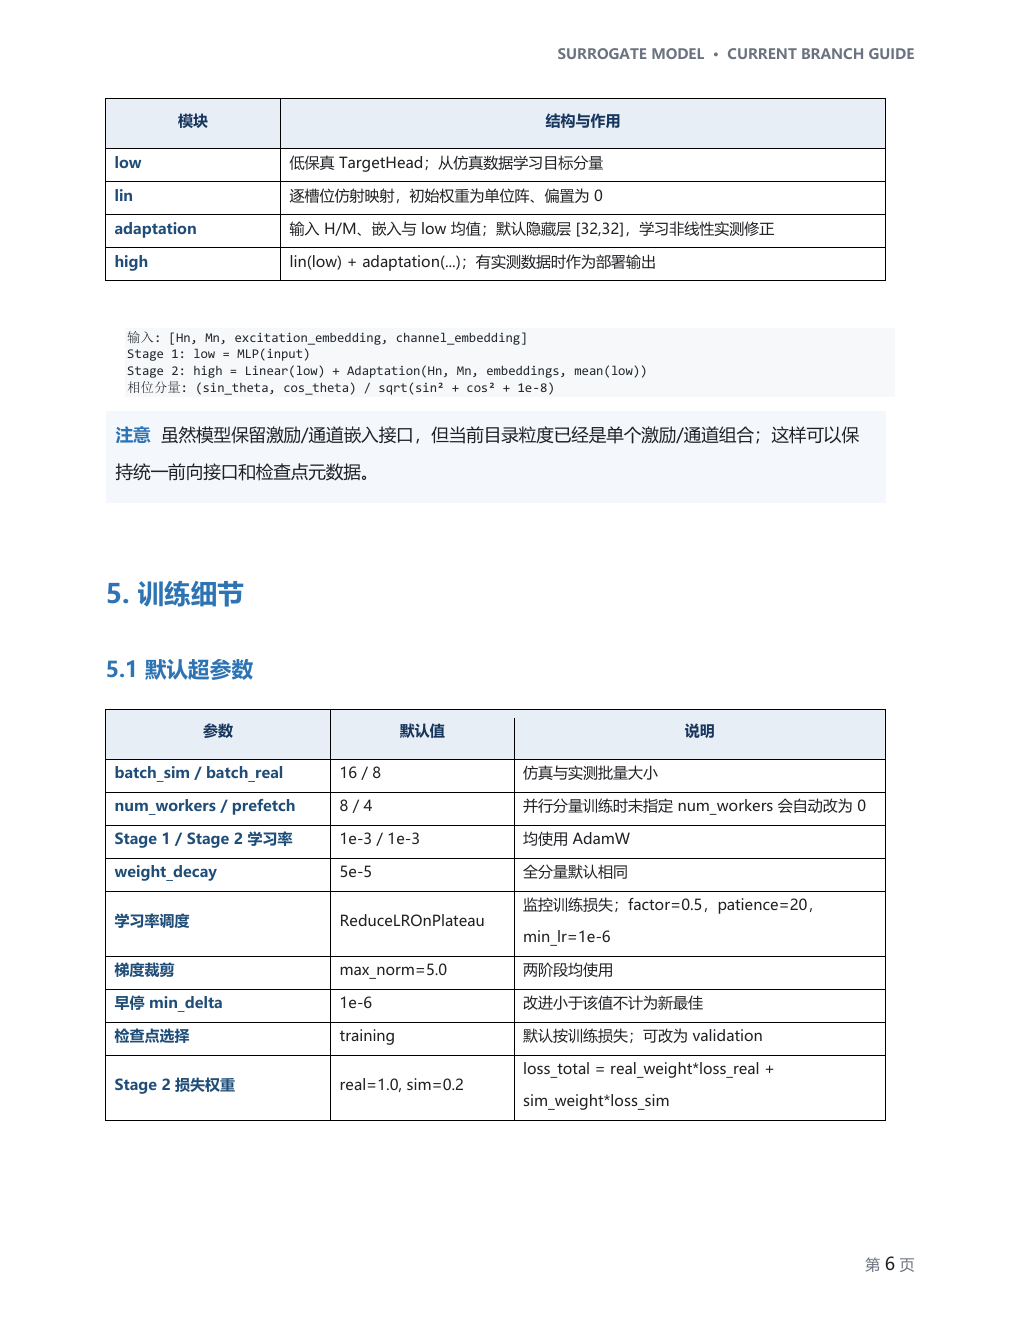 SURROGATE MODEL • CURRENT BRANCH GUIDE
模块 结构与作用
low 低保真 TargetHead；从仿真数据学习目标分量
lin 逐槽位仿射映射，初始权重为单位阵、偏置为 0
adaptation 输入 H/M、嵌入与 low 均值；默认隐藏层 [32,32]，学习非线性实测修正
high lin(low) + adaptation(...)；有实测数据时作为部署输出
输入: [Hn, Mn, excitation_embedding, channel_embedding]
Stage 1: low = MLP(input)
Stage 2: high = Linear(low) + Adaptation(Hn, Mn, embeddings, mean(low))
相位分量: (sin_theta, cos_theta) / sqrt(sin² + cos² + 1e-8)
注意 虽然模型保留激励/通道嵌入接口，但当前目录粒度已经是单个激励/通道组合；这样可以保
持统一前向接口和检查点元数据。
5. 训练细节
5.1 默认超参数
参数 默认值 说明
batch_sim / batch_real 16 / 8 仿真与实测批量大小
num_workers / prefetch 8 / 4 并行分量训练时未指定 num_workers 会自动改为 0
Stage 1 / Stage 2 学习率 1e-3 / 1e-3 均使用 AdamW
weight_decay 5e-5 全分量默认相同
学习率调度 ReduceLROnPlateau 监控训练损失；factor=0.5，patience=20，
min_lr=1e-6
梯度裁剪 max_norm=5.0 两阶段均使用
早停 min_delta 1e-6 改进小于该值不计为新最佳
检查点选择 training 默认按训练损失；可改为 validation
Stage 2 损失权重 real=1.0, sim=0.2 loss_total = real_weight*loss_real +
sim_weight*loss_sim
第 6 页